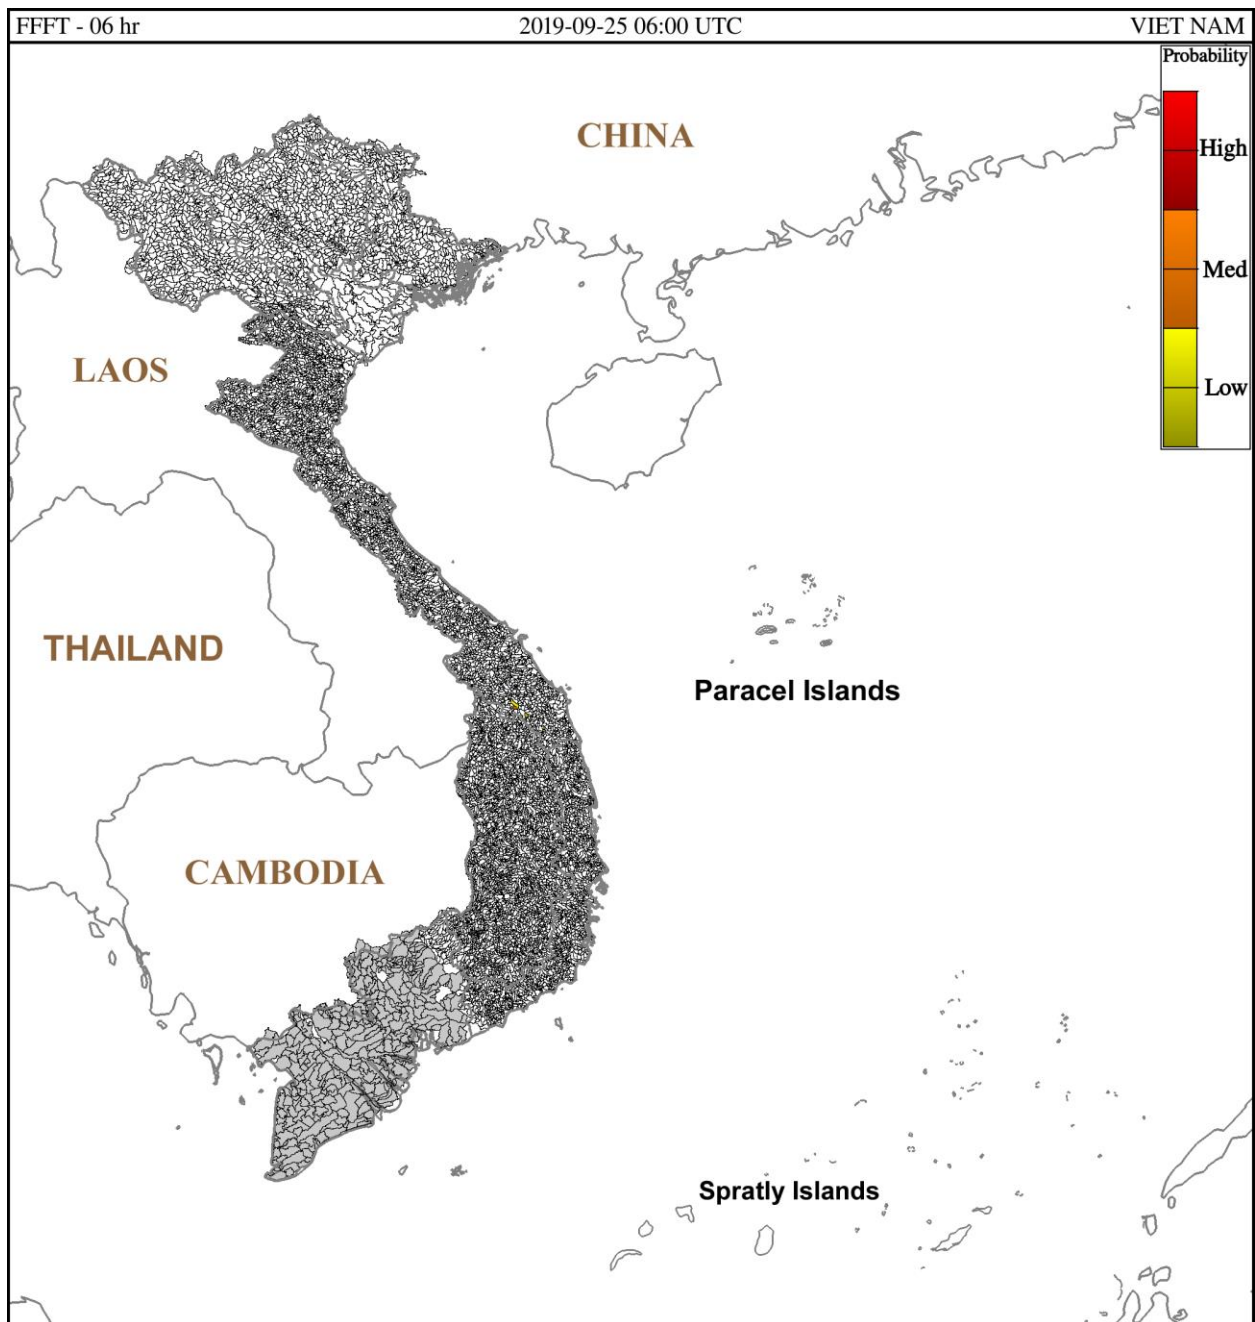 FFFT - 06 hr
2019-09-25 06:00 UTC
VIET NAM
Probability
CHINA
High
Med
LAOS
Low
THAILAND
Paracel Islands
CAMBODIA
Spratly Islands